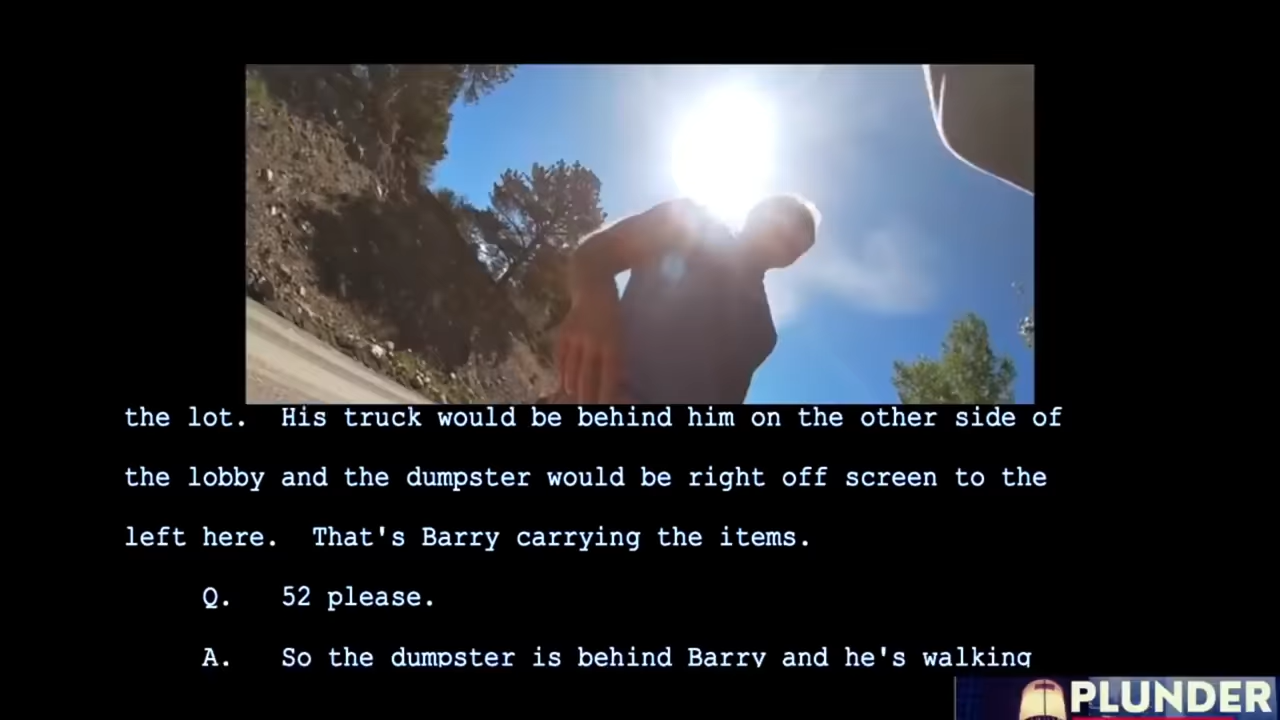 the lot.  His truck would be behind him on the other side of
the lobby and the dumpster would be right off screen to the
left here.  That's Barry carrying the items.
Q.   52 please.
A.   So the dumpster is behind Barry and he's walking
PLUNDER